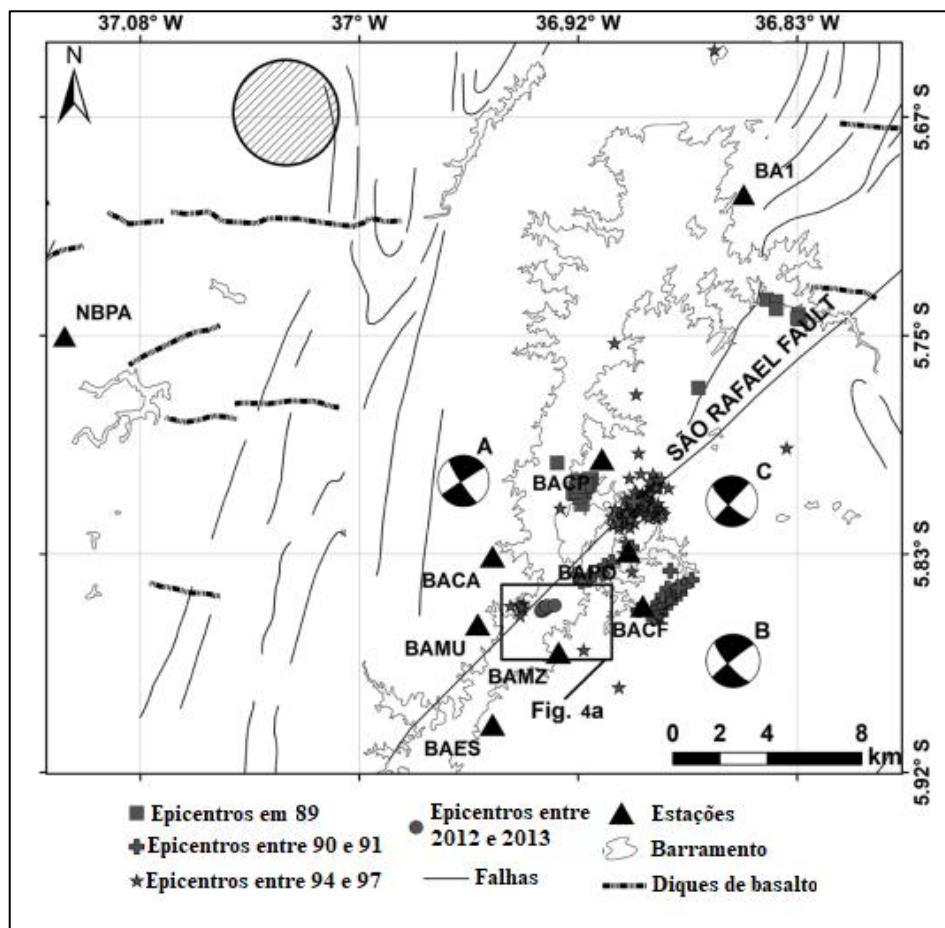 37.08° W 37° W 36.92° W 36.83° W
N
5.67° S
BA1
NBPA
5.75° S
SÃO RAFAEL FAULT
A
BACP
C
5.83° S
BACA
BAPO
BACF
BAMU
BAMZ
B
Fig. 4a
BAES
0 2 4 8
km
5.92° S
Epicentros em 89
Epicentros entre 90 e 91
Epicentros entre 94 e 97
Epicentros entre
2012 e 2013
Falhas
Estações
Barramento
Diques de basalto